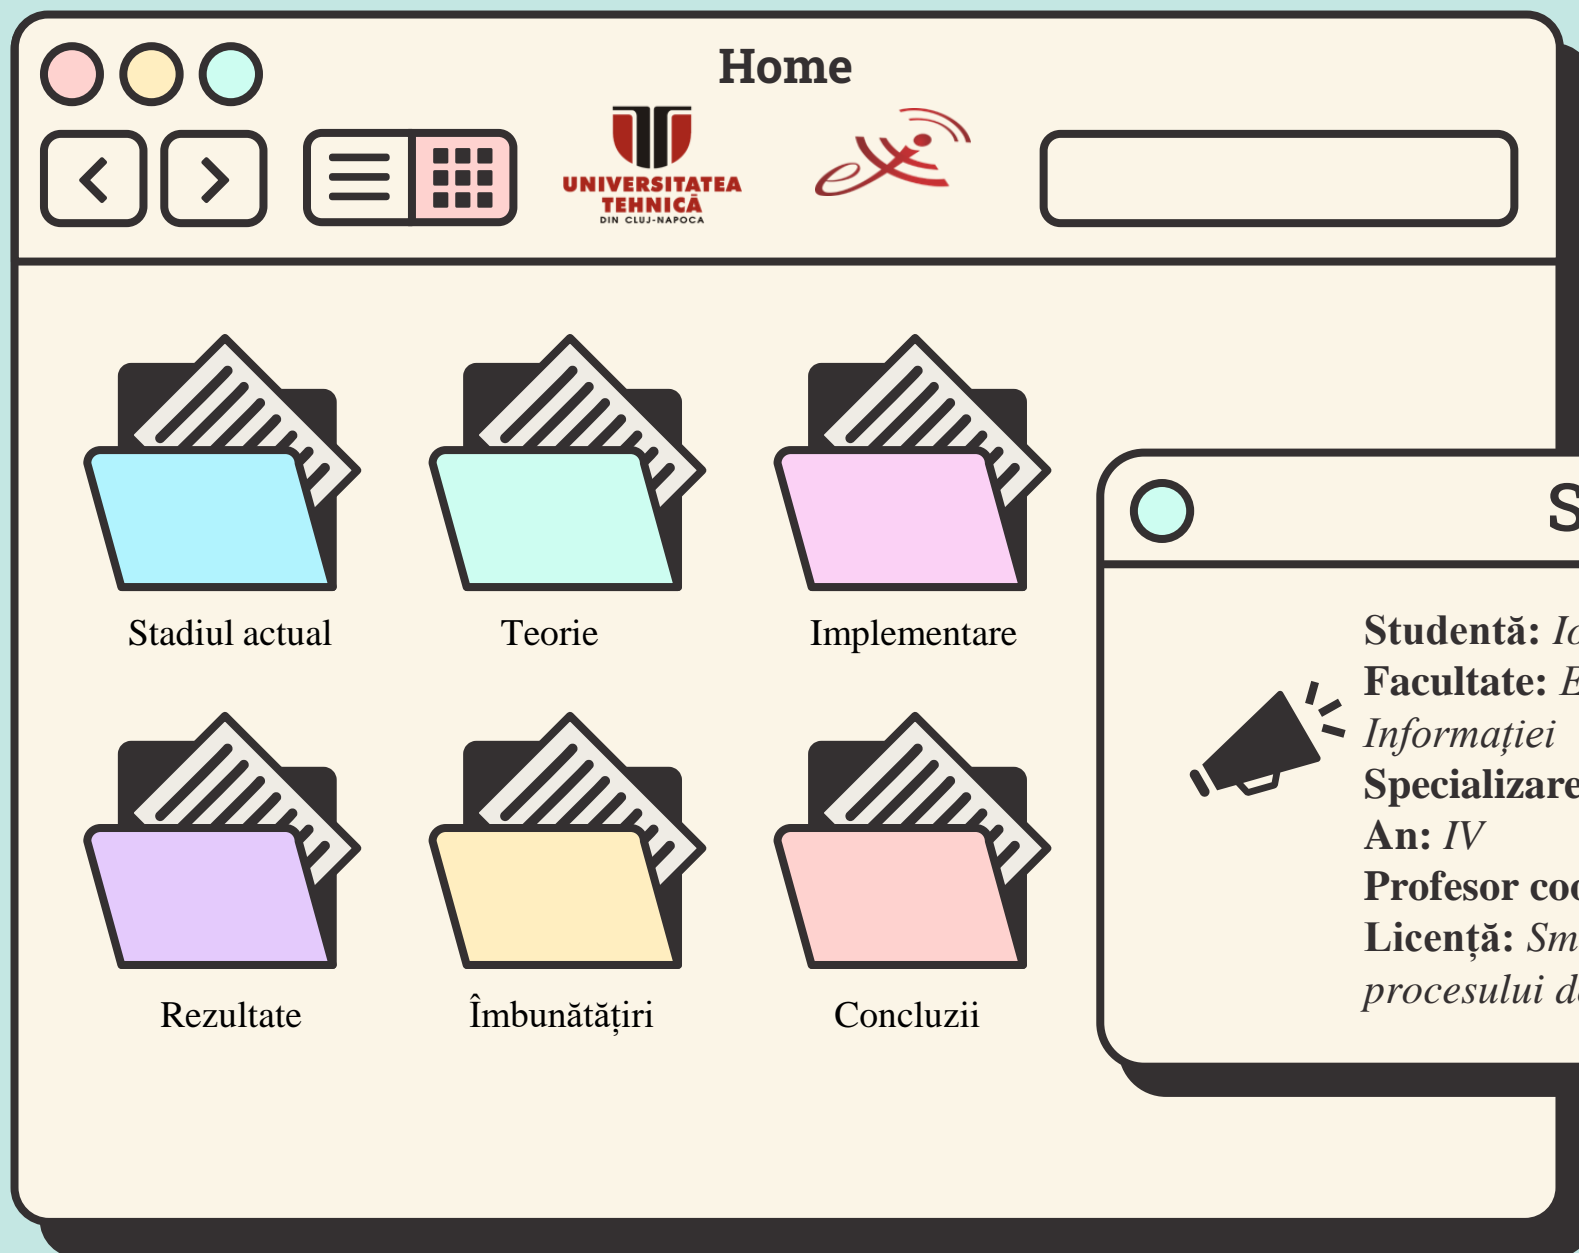 Home
UNIVERSITATEA
TEHNICĂ
DIN CLUJ-NAPOCA
Stadiul actual
Teorie
Implementare
Rezultate
Îmbunătățiri
Concluzii
Studentă:
Facultate:
Informației
Specializare
An: IV
Profesor
Licență:
procesului